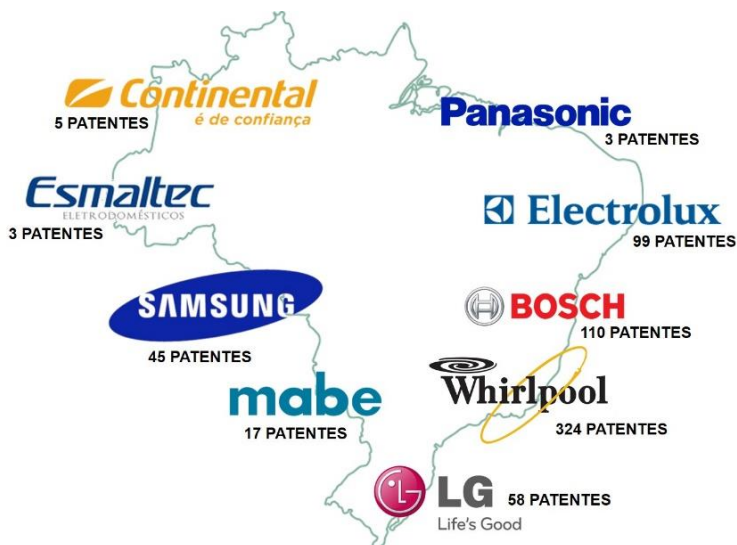 Continental
é de confiança
5 PATENTES
Panasonic
3 PATENTES
Esmaltec
ELETRODOMÉSTICOS
3 PATENTES
Electrolux
99 PATENTES
SAMSUNG
45 PATENTES
BOSCH
110 PATENTES
mabe
17 PATENTES
Whirlpool
324 PATENTES
LG
58 PATENTES
Life's Good